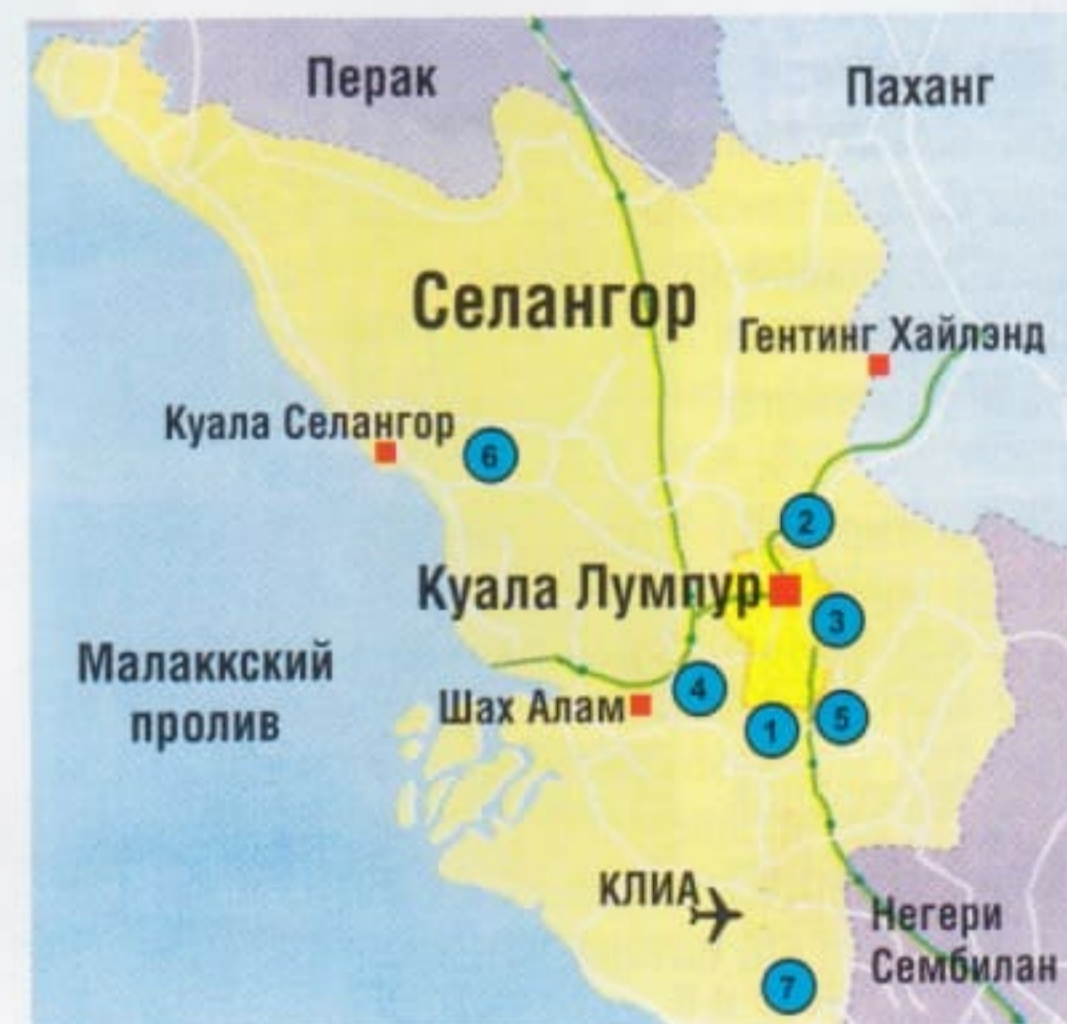 Перак
Паханг
Селангор
Гентинг Хайлэнд
Куала Селангор
6
2
Куала Лумпур
3
Малаккский
пролив
Шах Алам
4
1
5
КЛИА
Негери
Сембилан
7